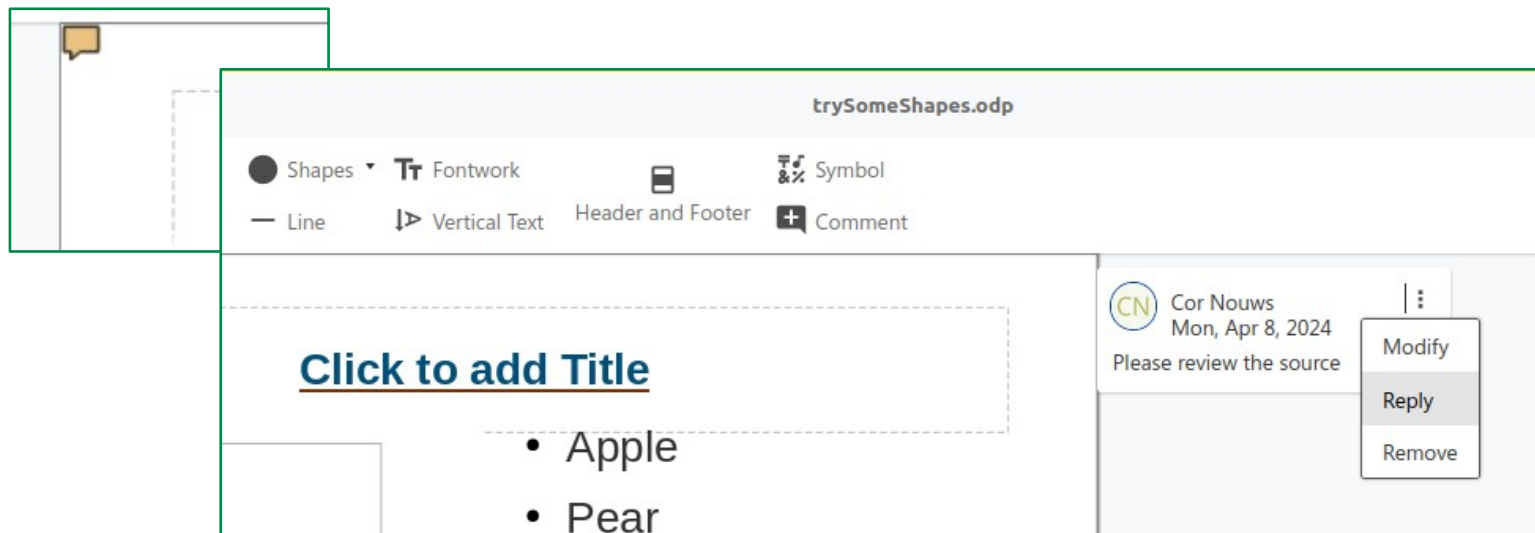 trySomeShapes.odp
Shapes
Fontwork
Header and Footer
Symbol
Line
Vertical Text
Comment
CN
Cor Nouws
Mon, Apr 8, 2024
Please review the source
Modify
Reply
Remove
Click to add Title
• Apple
• Pear